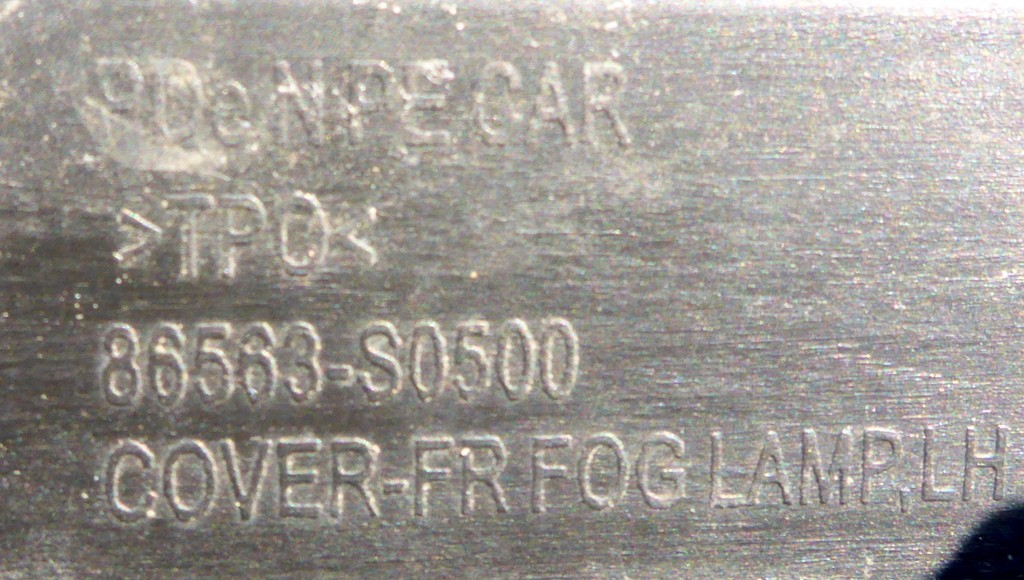 CAR
>TPO<
86563-S0500
COVER-FR FOG LAMP,LH